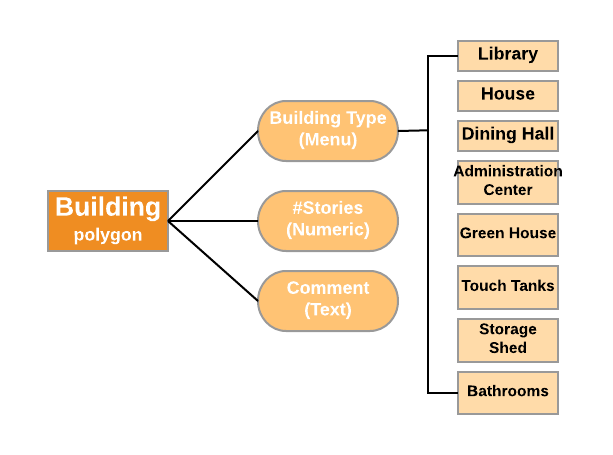 Building
polygon
Building Type
(Menu)
#Stories
(Numeric)
Comment
(Text)
Library
House
Dining Hall
Administration
Center
Green House
Touch Tanks
Storage
Shed
Bathrooms